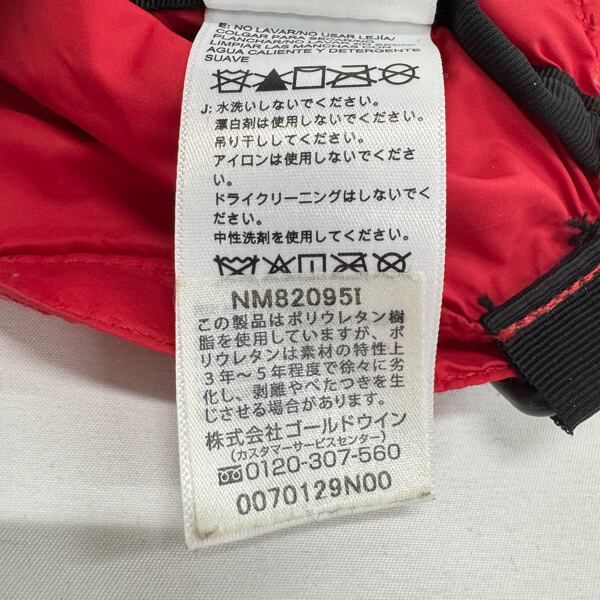 E: NO LAVAR/NO USAR LEJÍA/
COLGAR PARA SECAR/NO
PLANCHAR/NO LAVAR EN SECO/
LIMPIAR LAS MANCHAS CON
AGUA CALIENTE Y DETERGENTE
SUAVE
J: 水洗いしないでください。
漂白剤は使用しないでください。
吊り干ししてください。
アイロンは使用しないでくださ
い。
ドライクリーニングはしないでく
ださい。
中性洗剤を使用してください。
NM82095I
この製品はポリウレタン樹
脂を使用していますが、ポ
リウレタンは素材の特性上
3年〜5年程度で徐々に劣
化し、剥離やべたつきを生
じさせる場合があります。
株式会社ゴールドウイン
(カスタマーサービスセンター)
0120-307-560
0070129N00